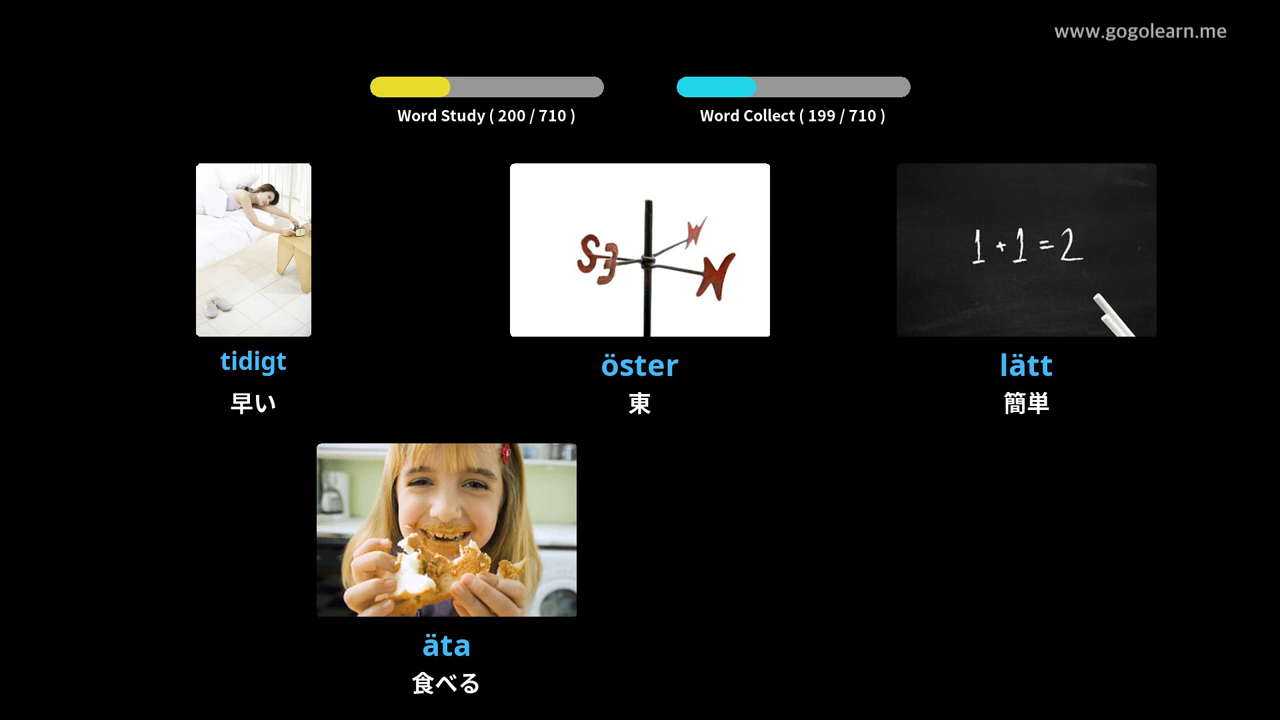 www.gogolearn.me
Word Study ( 200 / 710 )
Word Collect ( 199 / 710 )
S E N W
1 + 1 = 2
tidigt
早い
öster
東
lätt
簡単
äta
食べる